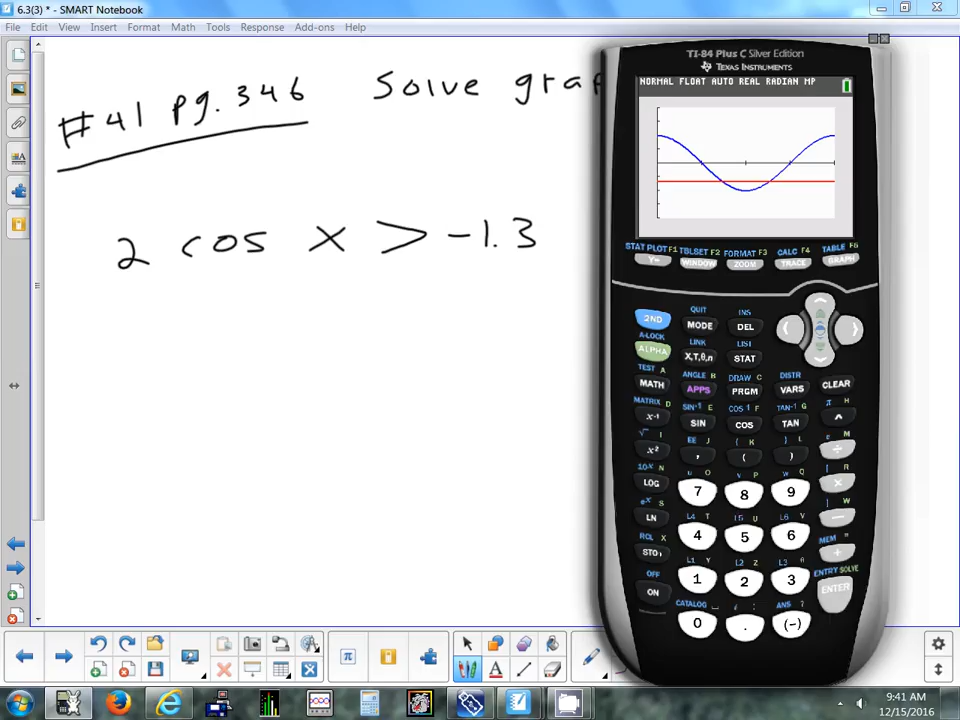 6.3(3) * - SMART Notebook
File Edit View Insert Format Math Tools Response Add-ons Help
#41 pg. 346 Solve graf
2 cos x > -1.3
TI-84 Plus C Silver Edition
TEXAS INSTRUMENTS
NORMAL FLOAT AUTO REAL RADIAN MP
STAT PLOT F1 TBLSET F2 FORMAT F3 CALC F4 TABLE F5
Y= WINDOW ZOOM TRACE GRAPH
QUIT INS
2ND MODE DEL
A-LOCK LINK LIST
ALPHA X,T,θ,n STAT
TEST A ANGLE B DRAW C DISTR
MATH APPS PRGM VARS CLEAR
MATRIX D SIN⁻¹ E COS⁻¹ F TAN⁻¹ G π H
x⁻¹ SIN COS TAN ^
√ I EE J { K } L e M
x² , ( ) ÷
10ˣ N u O v P w Q [ R
LOG 7 8 9 ×
eˣ S L4 T L5 U L6 V ] W
LN 4 5 6 −
RCL X L1 Y L2 Z L3 θ MEM "
STO› 1 2 3 +
OFF ENTRY SOLVE
ON ENTER
CATALOG ⎵ i : ANS ?
0 . (-)
9:41 AM
12/15/2016